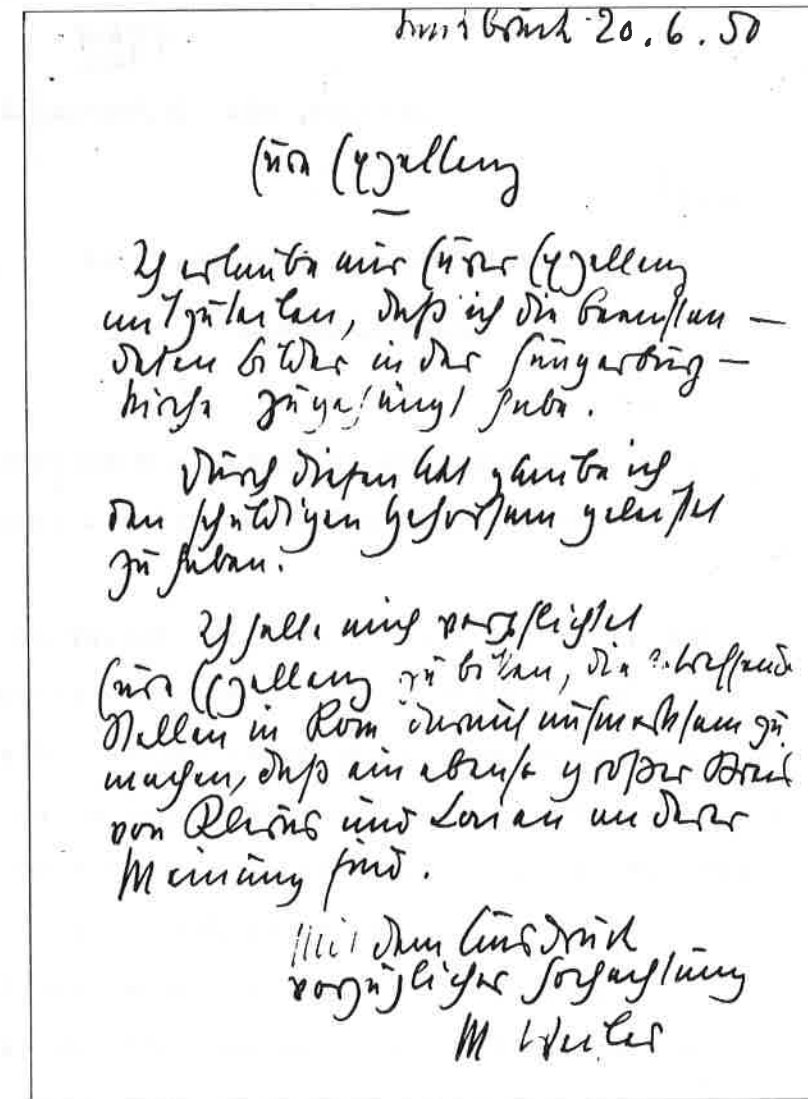 Innsbruck 20.6.50
Eure Exzellenz
Ich erlaube mir Eurer Exzellenz
mitzuteilen, daß ich die beanstan-
deten Bilder in der Hungerburg-
kirche zugehängt habe.
Durch diesen Akt glaube ich
den schuldigen Gehorsam geleistet
zu haben.
Ich halte mich verpflichtet
Eure Exzellenz zu bitten, die betreffende
Stellen in Rom darauf aufmerksam zu
machen, daß ein ebenso großer Kreis
von Klerus und Laien anderer
Meinung sind.
Mit dem Ausdruck
vorzüglicher Hochachtung
M Weiler